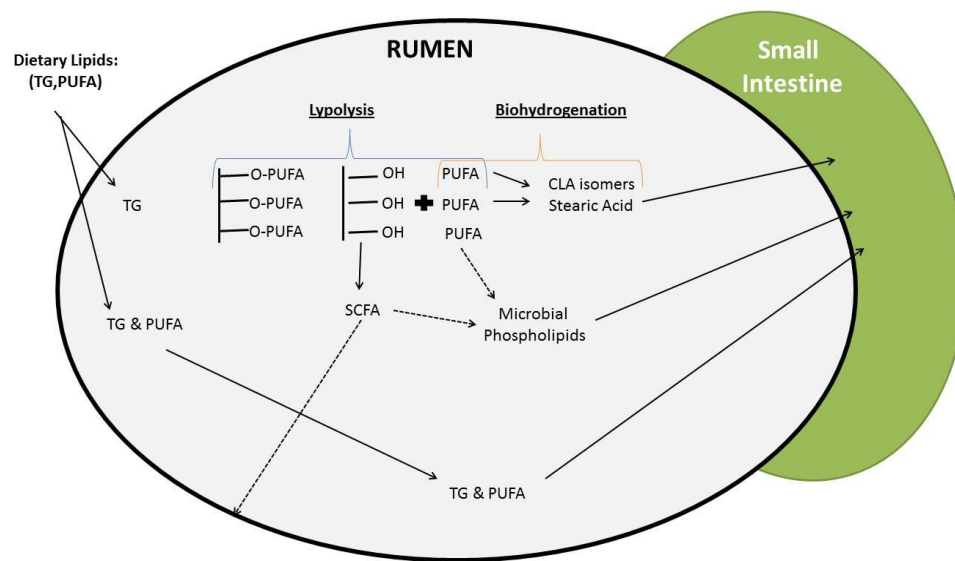 Dietary Lipids:
(TG,PUFA)
RUMEN
Small
Intestine
Lypolysis
Biohydrogenation
TG
O-PUFA
O-PUFA
O-PUFA
OH
OH
OH
PUFA
PUFA
PUFA
CLA isomers
Stearic Acid
TG & PUFA
SCFA
Microbial
Phospholipids
TG & PUFA